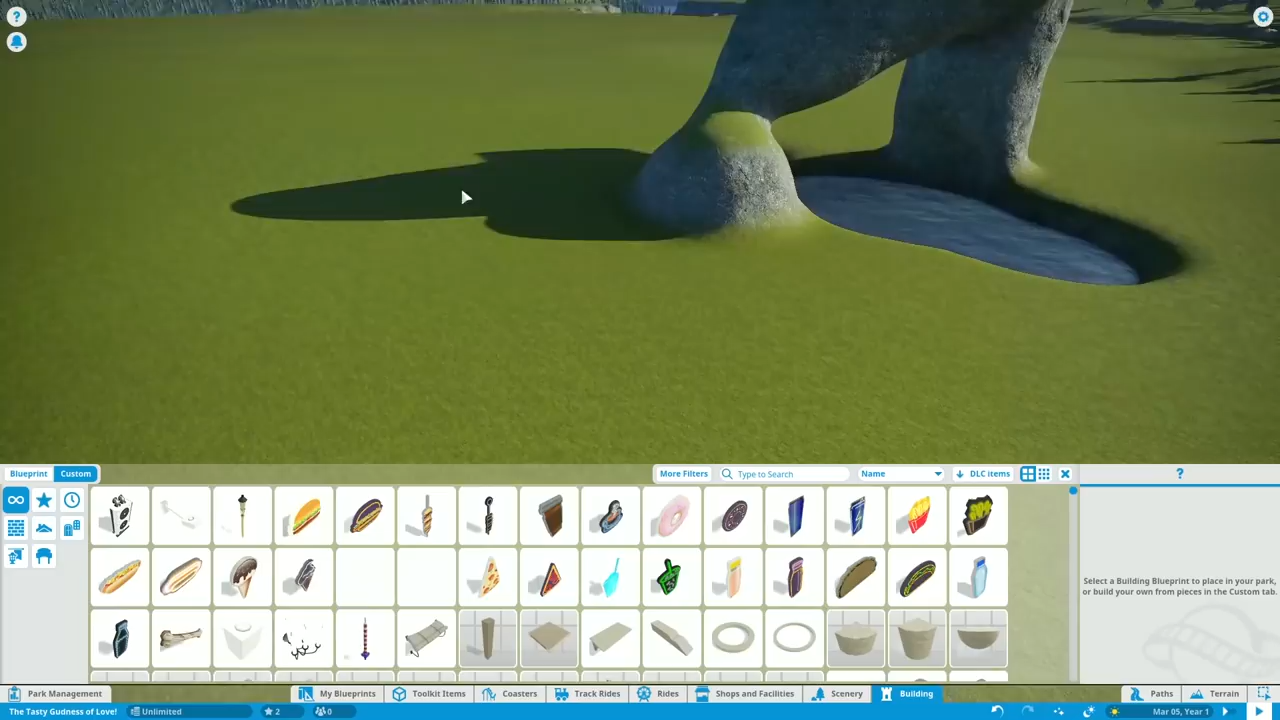 ?
Blueprint Custom More Filters Type to Search Name DLC items ?
Select a Building Blueprint to place in your park,
or build your own from pieces in the Custom tab.
Park Management My Blueprints Toolkit Items Coasters Track Rides Rides Shops and Facilities Scenery Building Paths Terrain
The Tasty Gudness of Love! Unlimited 2 0 Mar 05, Year 1